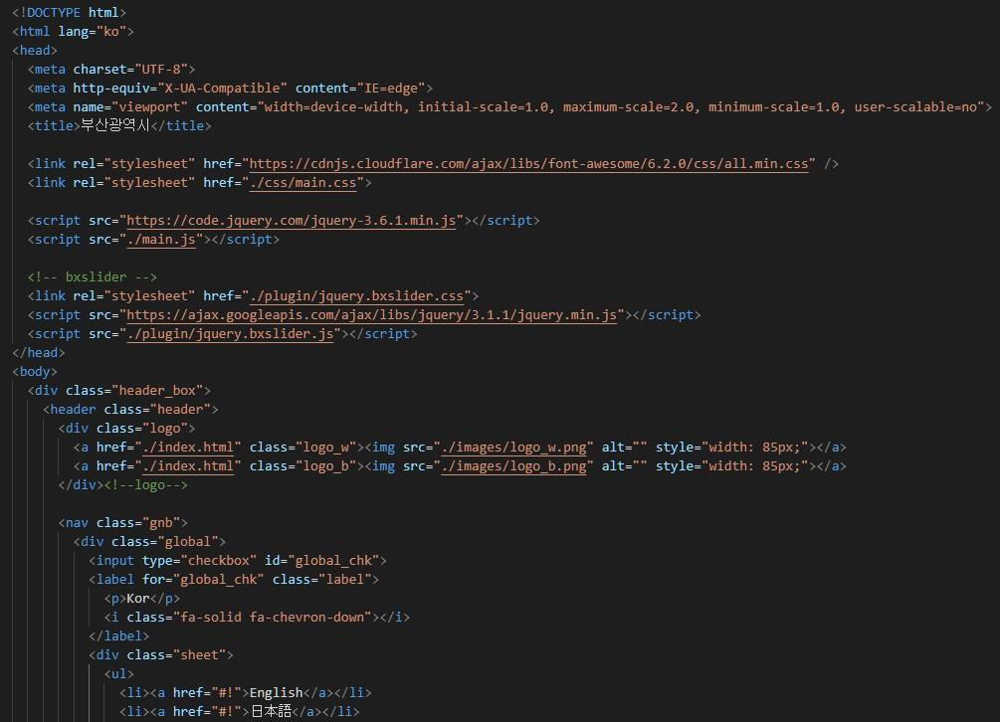 <!DOCTYPE html>
<html lang="ko">
<head>
<meta charset="UTF-8">
<meta http-equiv="X-UA-Compatible" content="IE=edge">
<meta name="viewport" content="width=device-width, initial-scale=1.0, maximum-scale=2.0, minimum-scale=1.0, user-scalable=no">
<title>부산광역시</title>
<link rel="stylesheet" href="https://cdnjs.cloudflare.com/ajax/libs/font-awesome/6.2.0/css/all.min.css" />
<link rel="stylesheet" href="./css/main.css">
<script src="https://code.jquery.com/jquery-3.6.1.min.js"></script>
<script src="./main.js"></script>
<!-- bxslider -->
<link rel="stylesheet" href="./plugin/jquery.bxslider.css">
<script src="https://ajax.googleapis.com/ajax/libs/jquery/3.1.1/jquery.min.js"></script>
<script src="./plugin/jquery.bxslider.js"></script>
</head>
<body>
<div class="header_box">
<header class="header">
<div class="logo">
<a href="./index.html" class="logo_w"><img src="./images/logo_w.png" alt="" style="width: 85px;"></a>
<a href="./index.html" class="logo_b"><img src="./images/logo_b.png" alt="" style="width: 85px;"></a>
</div><!--logo-->
<nav class="gnb">
<div class="global">
<input type="checkbox" id="global_chk">
<label for="global_chk" class="label">
<p>Kor</p>
<i class="fa-solid fa-chevron-down"></i>
</label>
<div class="sheet">
<ul>
<li><a href="#!">English</a></li>
<li><a href="#!">日本語</a></li>